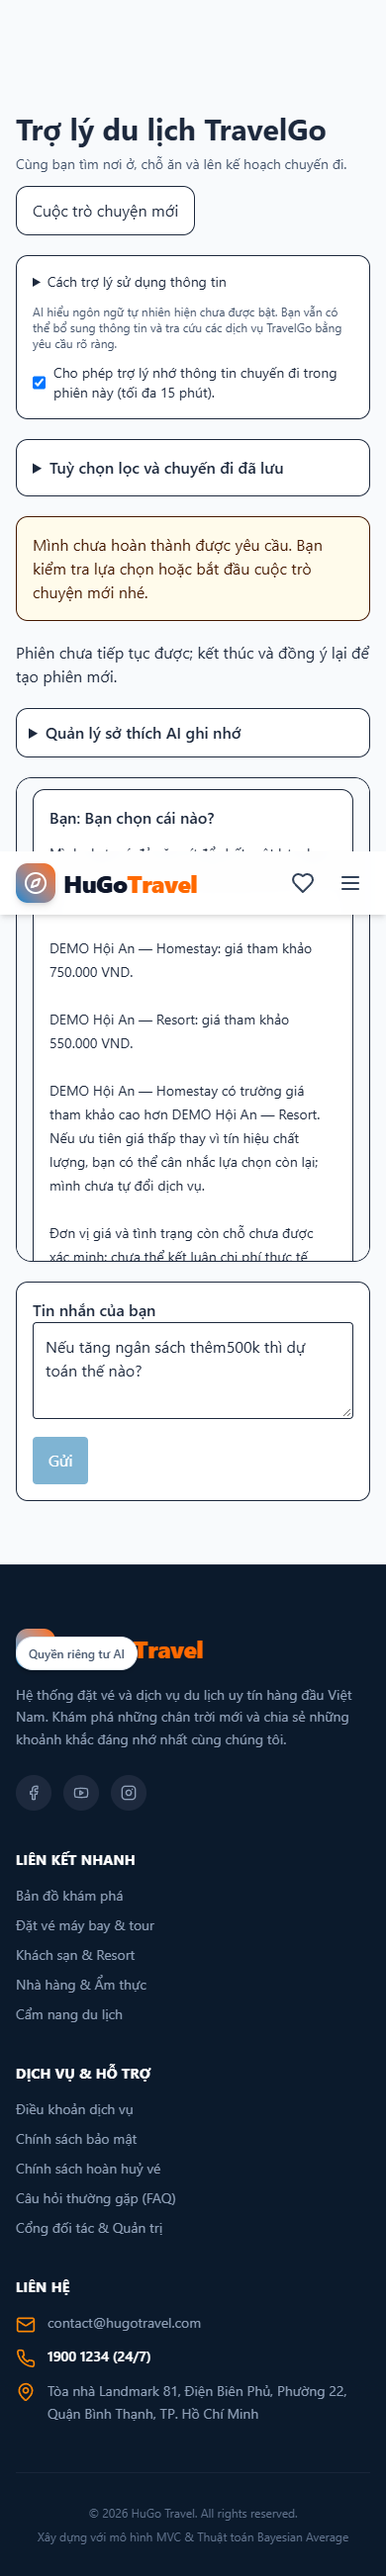 Trợ lý du lịch TravelGo
Cùng bạn tìm nơi ở, chỗ ăn và lên kế hoạch chuyến đi.
Cuộc trò chuyện mới
Cách trợ lý sử dụng thông tin
AI hiểu ngôn ngữ tự nhiên hiện chưa được bật. Bạn vẫn có
thể bổ sung thông tin và tra cứu các dịch vụ TravelGo bằng
yêu cầu rõ ràng.
Cho phép trợ lý nhớ thông tin chuyến đi trong
phiên này (tối đa 15 phút).
Tuỳ chọn lọc và chuyến đi đã lưu
Mình chưa hoàn thành được yêu cầu. Bạn
kiểm tra lựa chọn hoặc bắt đầu cuộc trò
chuyện mới nhé.
Phiên chưa tiếp tục được; kết thúc và đồng ý lại để
tạo phiên mới.
Quản lý sở thích AI ghi nhớ
Bạn: Bạn chọn cái nào?
HuGoTravel
DEMO Hội An — Homestay: giá tham khảo
750.000 VND.
DEMO Hội An — Resort: giá tham khảo
550.000 VND.
DEMO Hội An — Homestay có trường giá
tham khảo cao hơn DEMO Hội An — Resort.
Nếu ưu tiên giá thấp thay vì tín hiệu chất
lượng, bạn có thể cân nhắc lựa chọn còn lại;
mình chưa tự đổi dịch vụ.
Đơn vị giá và tình trạng còn chỗ chưa được
xác minh; chưa thể kết luận chi phí thực tế
Tin nhắn của bạn
Nếu tăng ngân sách thêm500k thì dự
toán thế nào?
Gửi
Travel
Quyền riêng tư AI
Hệ thống đặt vé và dịch vụ du lịch uy tín hàng đầu Việt
Nam. Khám phá những chân trời mới và chia sẻ những
khoảnh khắc đáng nhớ nhất cùng chúng tôi.
LIÊN KẾT NHANH
Bản đồ khám phá
Đặt vé máy bay & tour
Khách sạn & Resort
Nhà hàng & Ẩm thực
Cẩm nang du lịch
DỊCH VỤ & HỖ TRỢ
Điều khoản dịch vụ
Chính sách bảo mật
Chính sách hoàn huỷ vé
Câu hỏi thường gặp (FAQ)
Cổng đối tác & Quản trị
LIÊN HỆ
contact@hugotravel.com
1900 1234 (24/7)
Tòa nhà Landmark 81, Điện Biên Phủ, Phường 22,
Quận Bình Thạnh, TP. Hồ Chí Minh
© 2026 HuGo Travel. All rights reserved.
Xây dựng với mô hình MVC & Thuật toán Bayesian Average